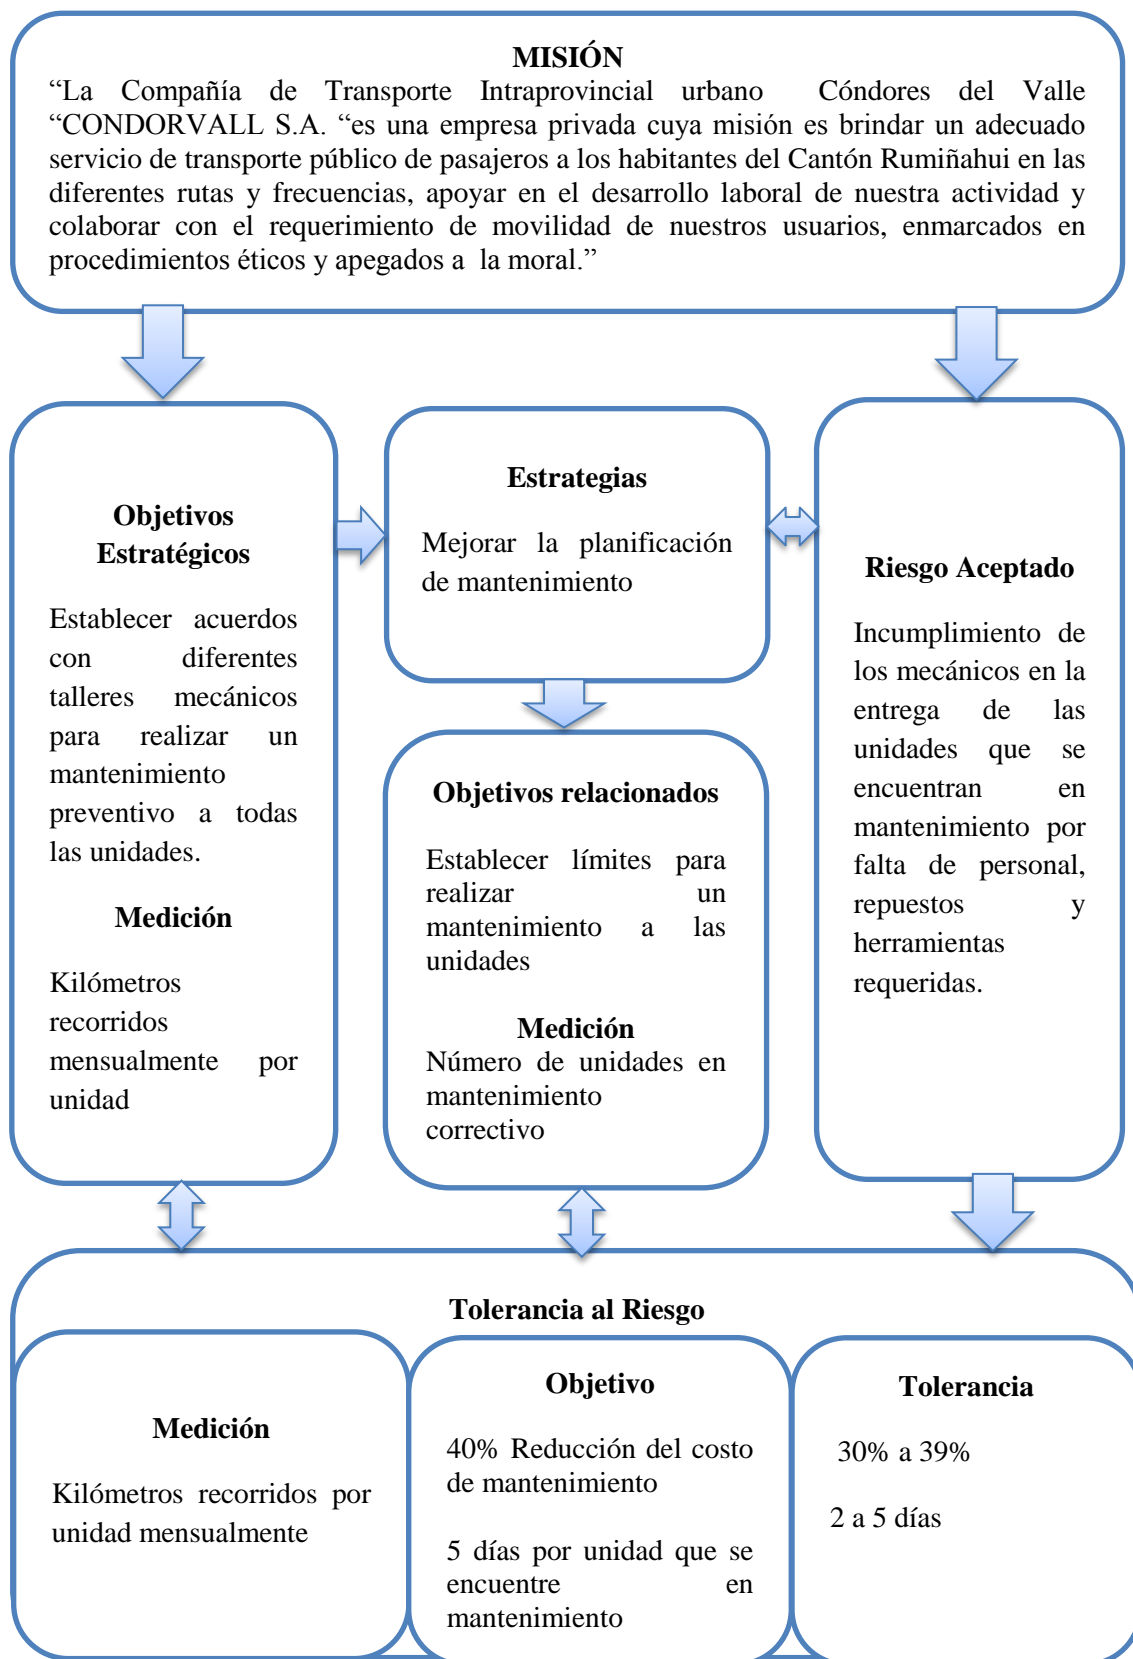 MISIÓN
“La Compañía de Transporte Intraprovincial urbano Cóndores del Valle
“CONDORVALL S.A. “es una empresa privada cuya misión es brindar un adecuado
servicio de transporte público de pasajeros a los habitantes del Cantón Rumiñahui en las
diferentes rutas y frecuencias, apoyar en el desarrollo laboral de nuestra actividad y
colaborar con el requerimiento de movilidad de nuestros usuarios, enmarcados en
procedimientos éticos y apegados a la moral.”
Objetivos
Estratégicos
Establecer acuerdos
con diferentes
talleres mecánicos
para realizar un
mantenimiento
preventivo a todas
las unidades.
Medición
Kilómetros
recorridos
mensualmente por
unidad
Estrategias
Mejorar la planificación
de mantenimiento
Objetivos relacionados
Establecer límites para
realizar un
mantenimiento a las
unidades
Medición
Número de unidades en
mantenimiento
correctivo
Riesgo Aceptado
Incumplimiento de
los mecánicos en la
entrega de las
unidades que se
encuentran en
mantenimiento por
falta de personal,
repuestos y
herramientas
requeridas.
Tolerancia al Riesgo
Medición
Kilómetros recorridos por
unidad mensualmente
Objetivo
40% Reducción del costo
de mantenimiento
5 días por unidad que se
encuentre en
mantenimiento
Tolerancia
30% a 39%
2 a 5 días